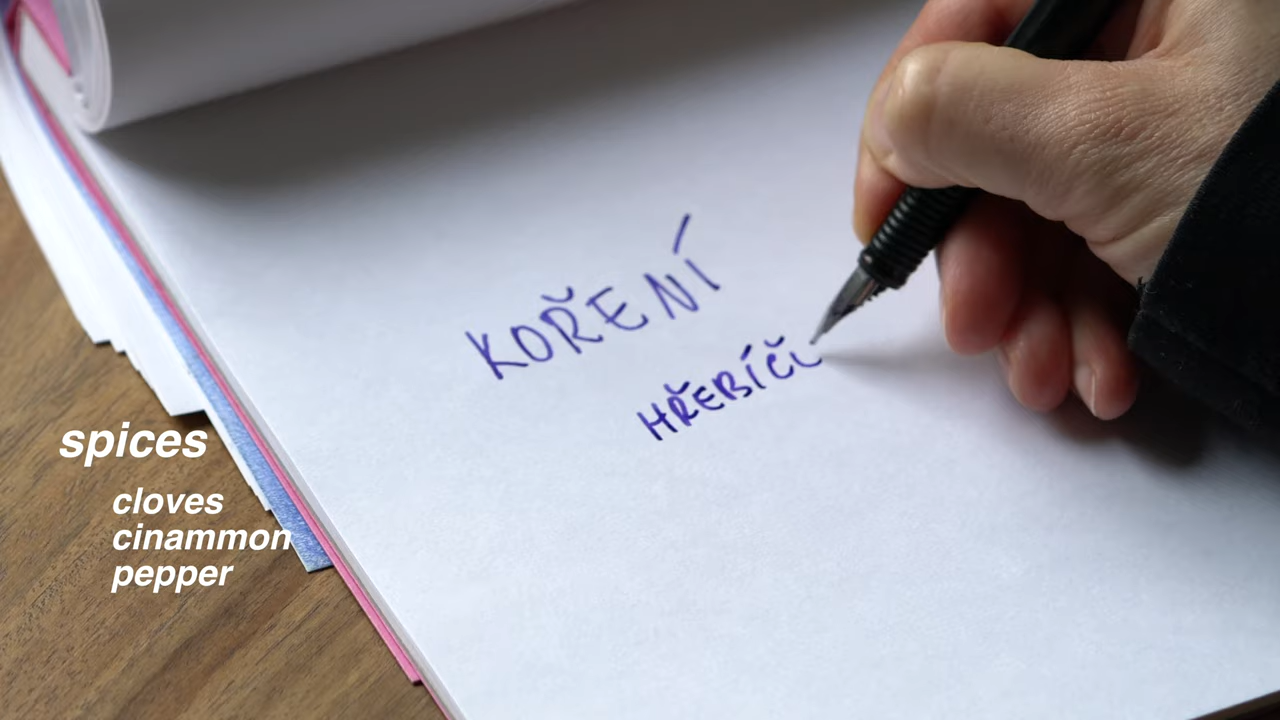 KOŘENÍ
HŘEBÍČ
spices
cloves
cinammon
pepper